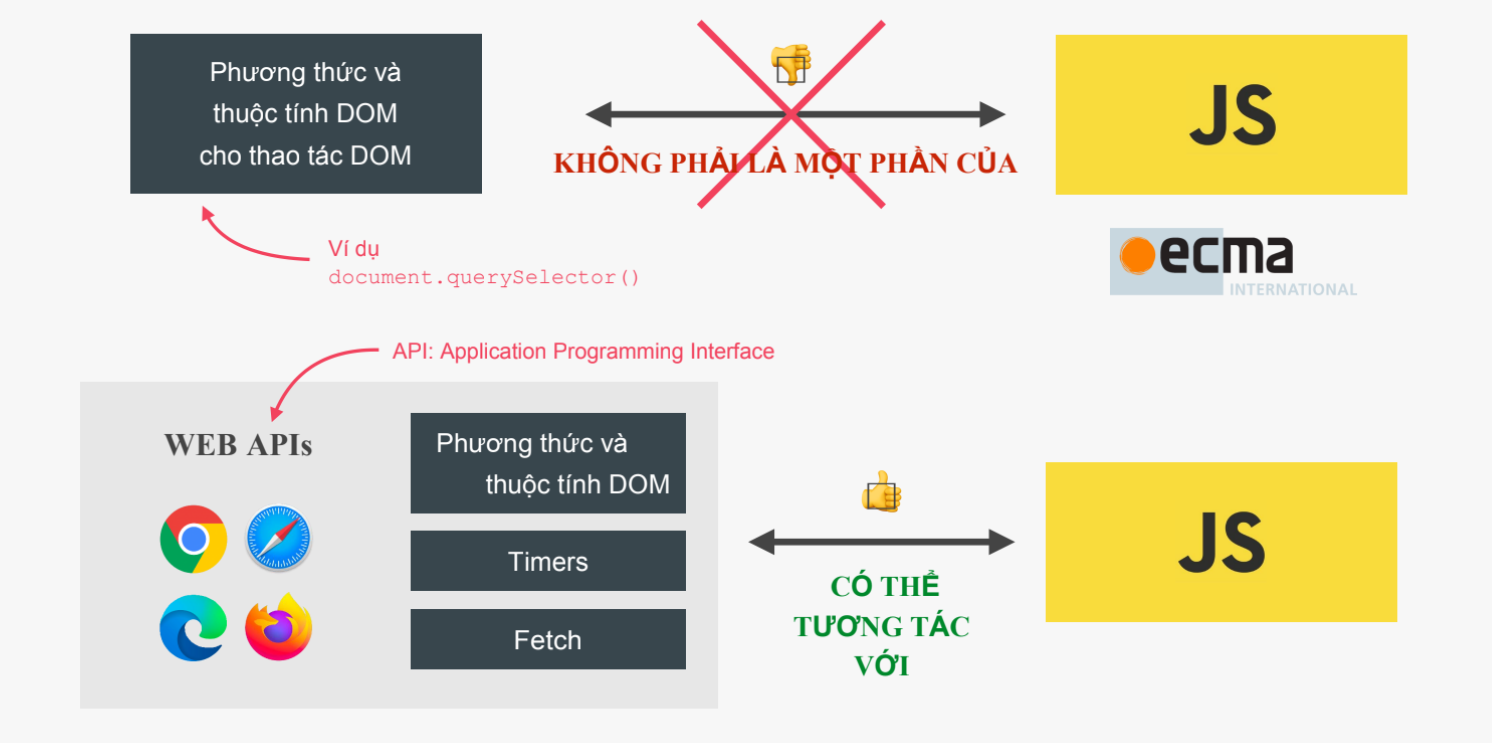 Phương thức và
thuộc tính DOM
cho thao tác DOM
KHÔNG PHẢI LÀ MỘT PHẦN CỦA
JS
Ví dụ
document.querySelector()
ecma
INTERNATIONAL
API: Application Programming Interface
WEB APIs
Phương thức và
thuộc tính DOM
Timers
Fetch
CÓ THỂ
TƯƠNG TÁC
VỚI
JS